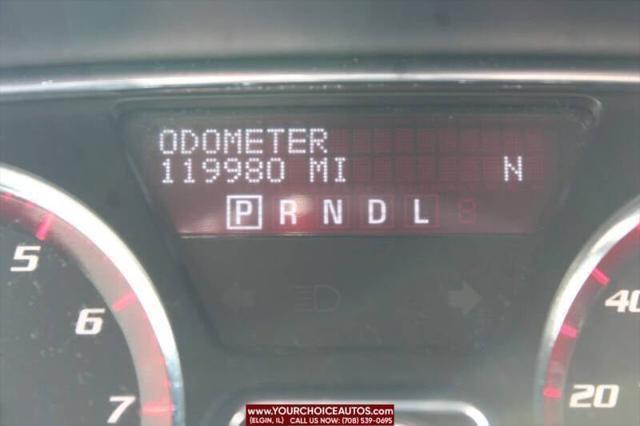 ODOMETER
119980 MI N
P R N D L
5
6
7
40
20
WWW.YOURCHOICEAUTOS.COM
(ELGIN, IL) CALL US NOW! (708) 539-0695